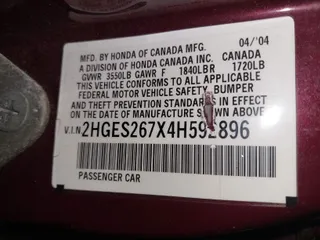 MFD. BY HONDA OF CANADA MFG. 04/'04
A DIVISION OF HONDA CANADA INC. CANADA
GVWR 3550LB GAWR F 1840LBR 1720LB
THIS VEHICLE CONFORMS TO ALL APPLICABLE
FEDERAL MOTOR VEHICLE SAFETY, BUMPER
AND THEFT PREVENTION STANDARDS IN EFFECT
ON THE DATE OF MANUFACTURE SHOWN ABOVE
V.I.N
PASSENGER CAR